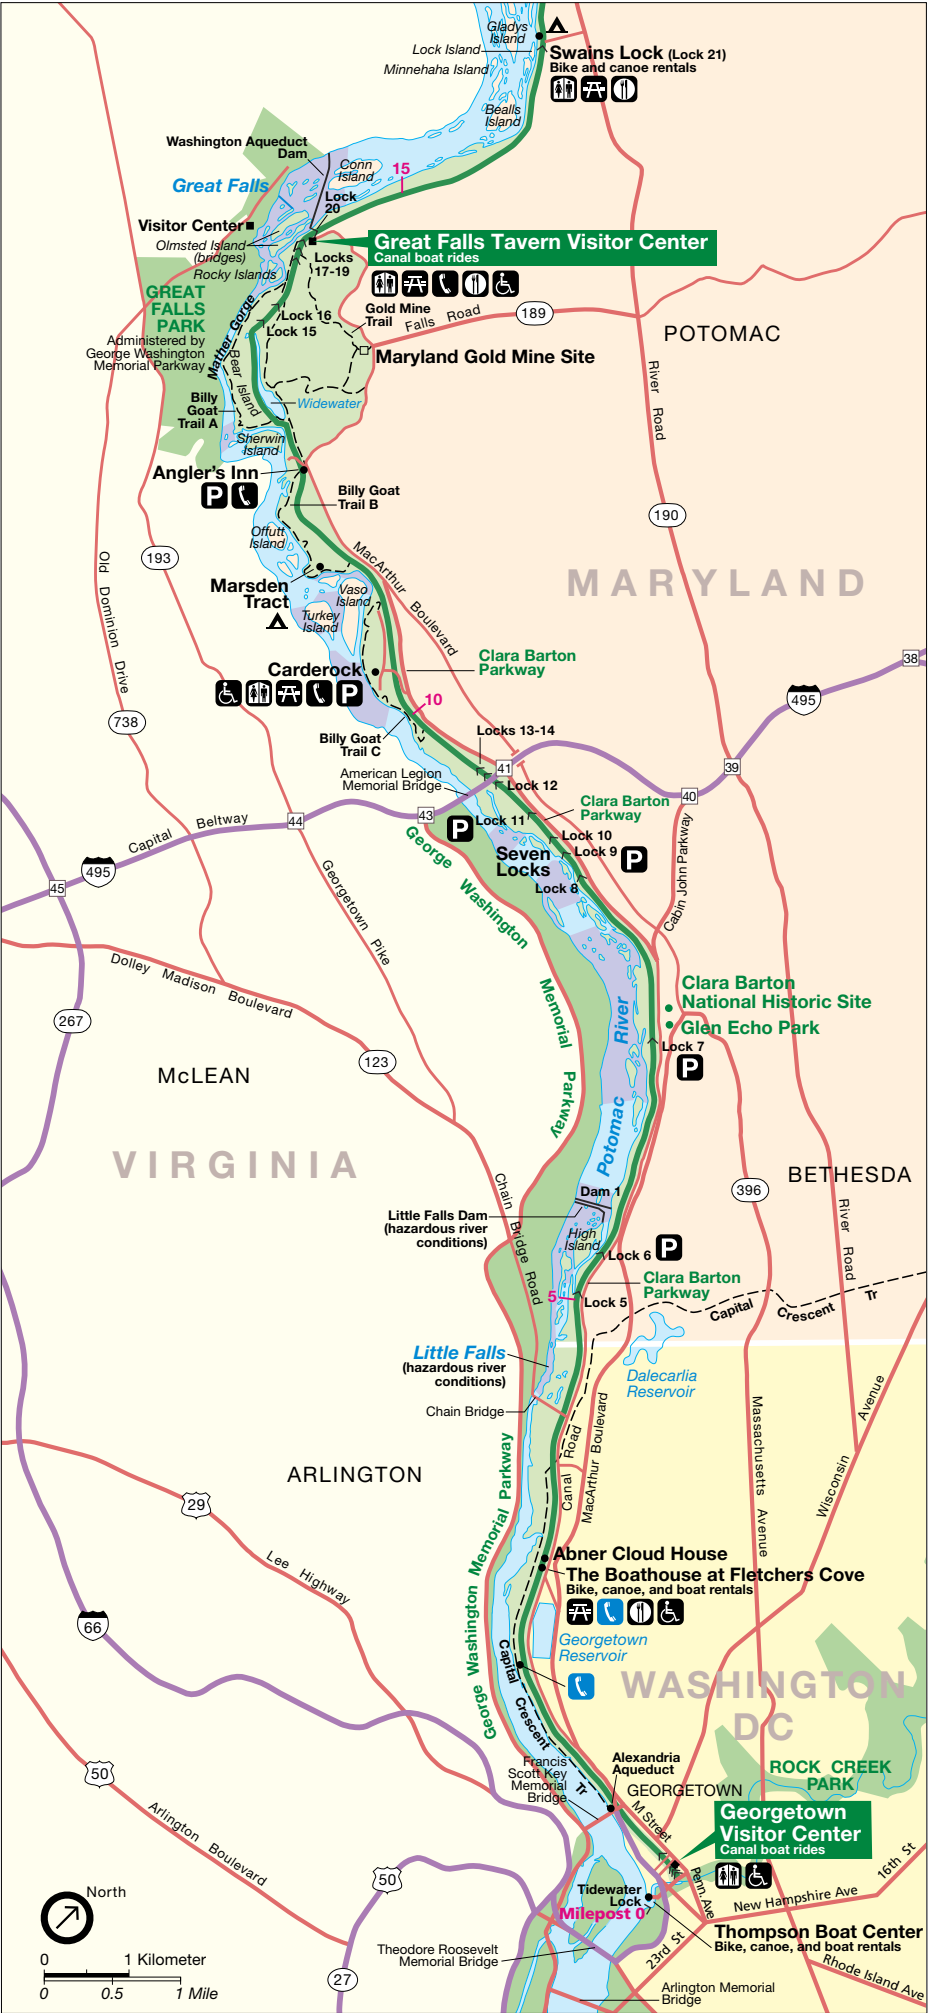 Gladys
Island
Lock Island
Swains Lock (Lock 21)
Bike and canoe rentals
Minnehaha Island
Bealls
Island
Washington Aqueduct
Dam
Conn
Island
15
Great Falls
Lock
20
Visitor Center
Olmsted Island
(bridges)
Great Falls Tavern Visitor Center
Canal boat rides
Locks
17-19
Rocky Islands
GREAT
FALLS
PARK
Administered by
George Washington
Memorial Parkway
Mather Gorge
Lock 16
Lock 15
Gold Mine
Trail
Falls Road
189
POTOMAC
Maryland Gold Mine Site
Bear Island
River Road
Billy
Goat
Trail A
Widewater
Sherwin
Island
Angler's Inn
P
Billy Goat
Trail B
190
Offutt
Island
193
Old Dominion Drive
MacArthur Boulevard
MARYLAND
Marsden
Tract
Vaso
Island
Turkey
Island
Clara Barton
Parkway
Carderock
P
38
495
10
738
Billy Goat
Trail C
Locks 13-14
American Legion
Memorial Bridge
41
39
Lock 12
40
Clara Barton
Parkway
Capital Beltway
44
43
P
Lock 11
Lock 10
Lock 9
P
Seven
Locks
Lock 8
495
45
George Washington Memorial Parkway
Georgetown Pike
Cabin John Parkway
Dolley Madison Boulevard
Clara Barton
National Historic Site
Glen Echo Park
267
Potomac River
Lock 7
P
123
McLEAN
VIRGINIA
BETHESDA
396
Chain Bridge Road
Dam 1
Little Falls Dam
(hazardous river
conditions)
High
Island
River Road
Lock 6
P
Clara Barton
Parkway
5
Lock 5
Capital Crescent Tr
Little Falls
(hazardous river
conditions)
Dalecarlia
Reservoir
Chain Bridge
Massachusetts Avenue
Wisconsin Avenue
Canal Road
MacArthur Boulevard
George Washington Memorial Parkway
ARLINGTON
29
Lee Highway
Abner Cloud House
The Boathouse at Fletchers Cove
Bike, canoe, and boat rentals
66
Georgetown
Reservoir
Capital Crescent Tr
WASHINGTON
DC
Francis
Scott Key
Memorial
Bridge
Alexandria
Aqueduct
GEORGETOWN
ROCK CREEK
PARK
50
M Street
Georgetown
Visitor Center
Canal boat rides
Arlington Boulevard
50
16th St
Penn. Ave
New Hampshire Ave
North
Tidewater
Lock
Milepost 0
Thompson Boat Center
Bike, canoe, and boat rentals
23rd St
Theodore Roosevelt
Memorial Bridge
Rhode Island Ave
0 1 Kilometer
0 0.5 1 Mile
27
Arlington Memorial
Bridge